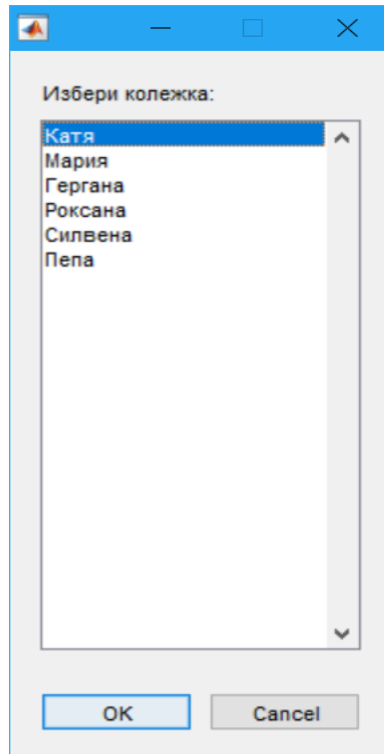 Избери колежка:
Катя
Мария
Гергана
Роксана
Силвена
Пепа
OK
Cancel